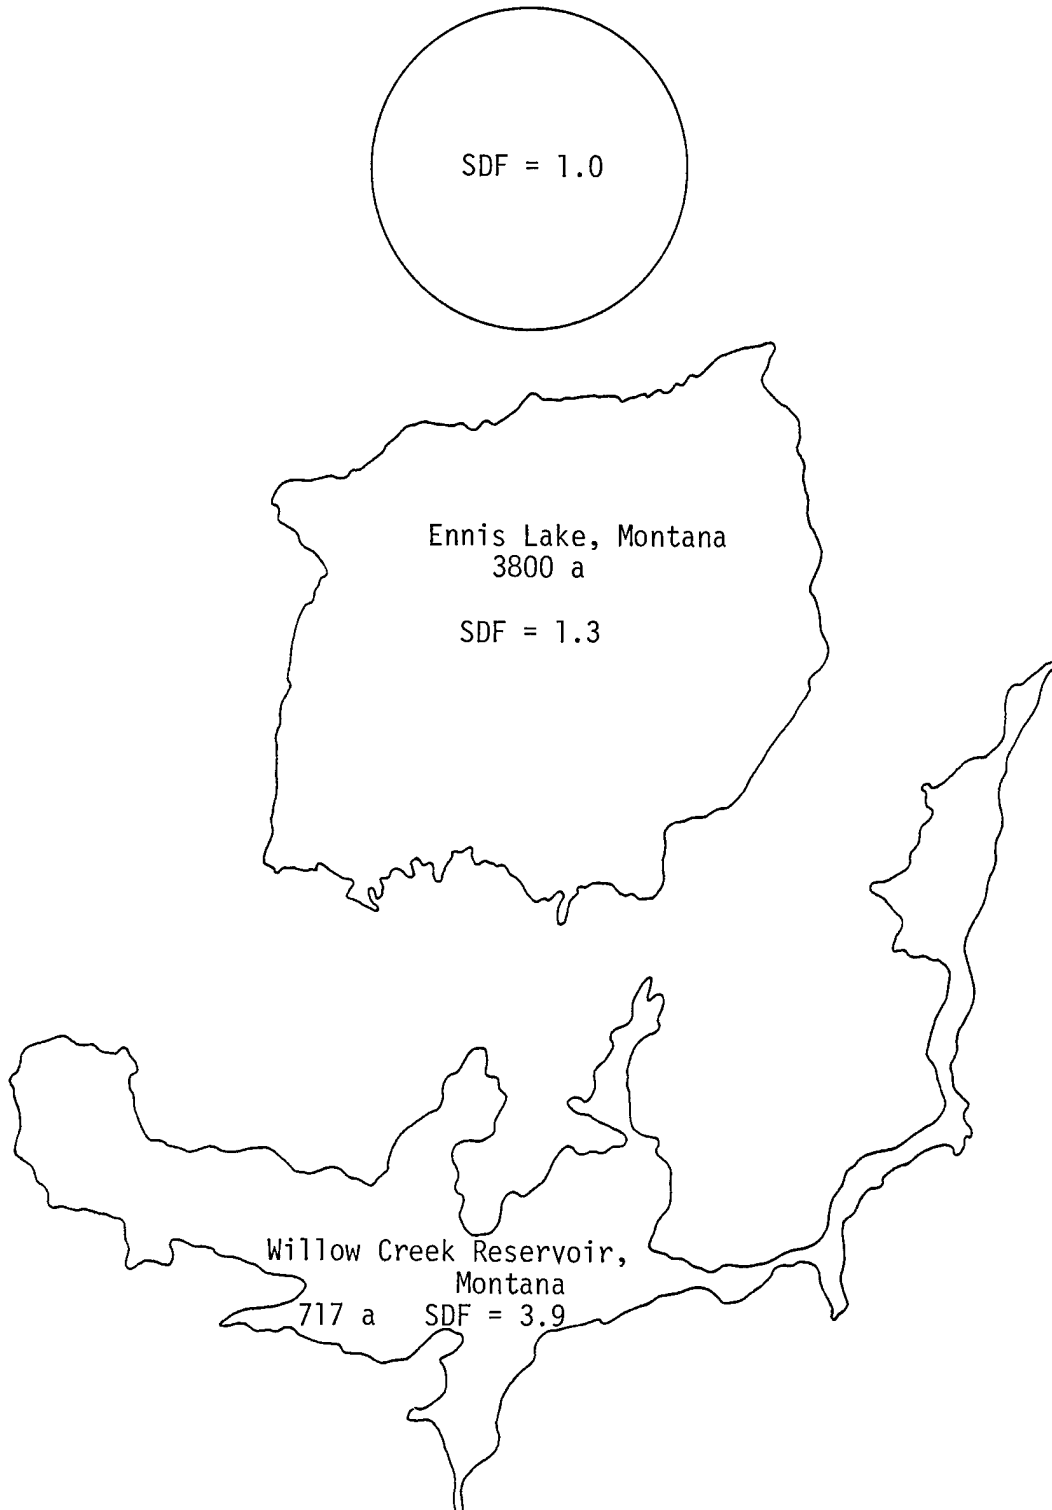 SDF = 1.0
Ennis Lake, Montana
3800 a
SDF = 1.3
Willow Creek Reservoir,
Montana
717 a SDF = 3.9